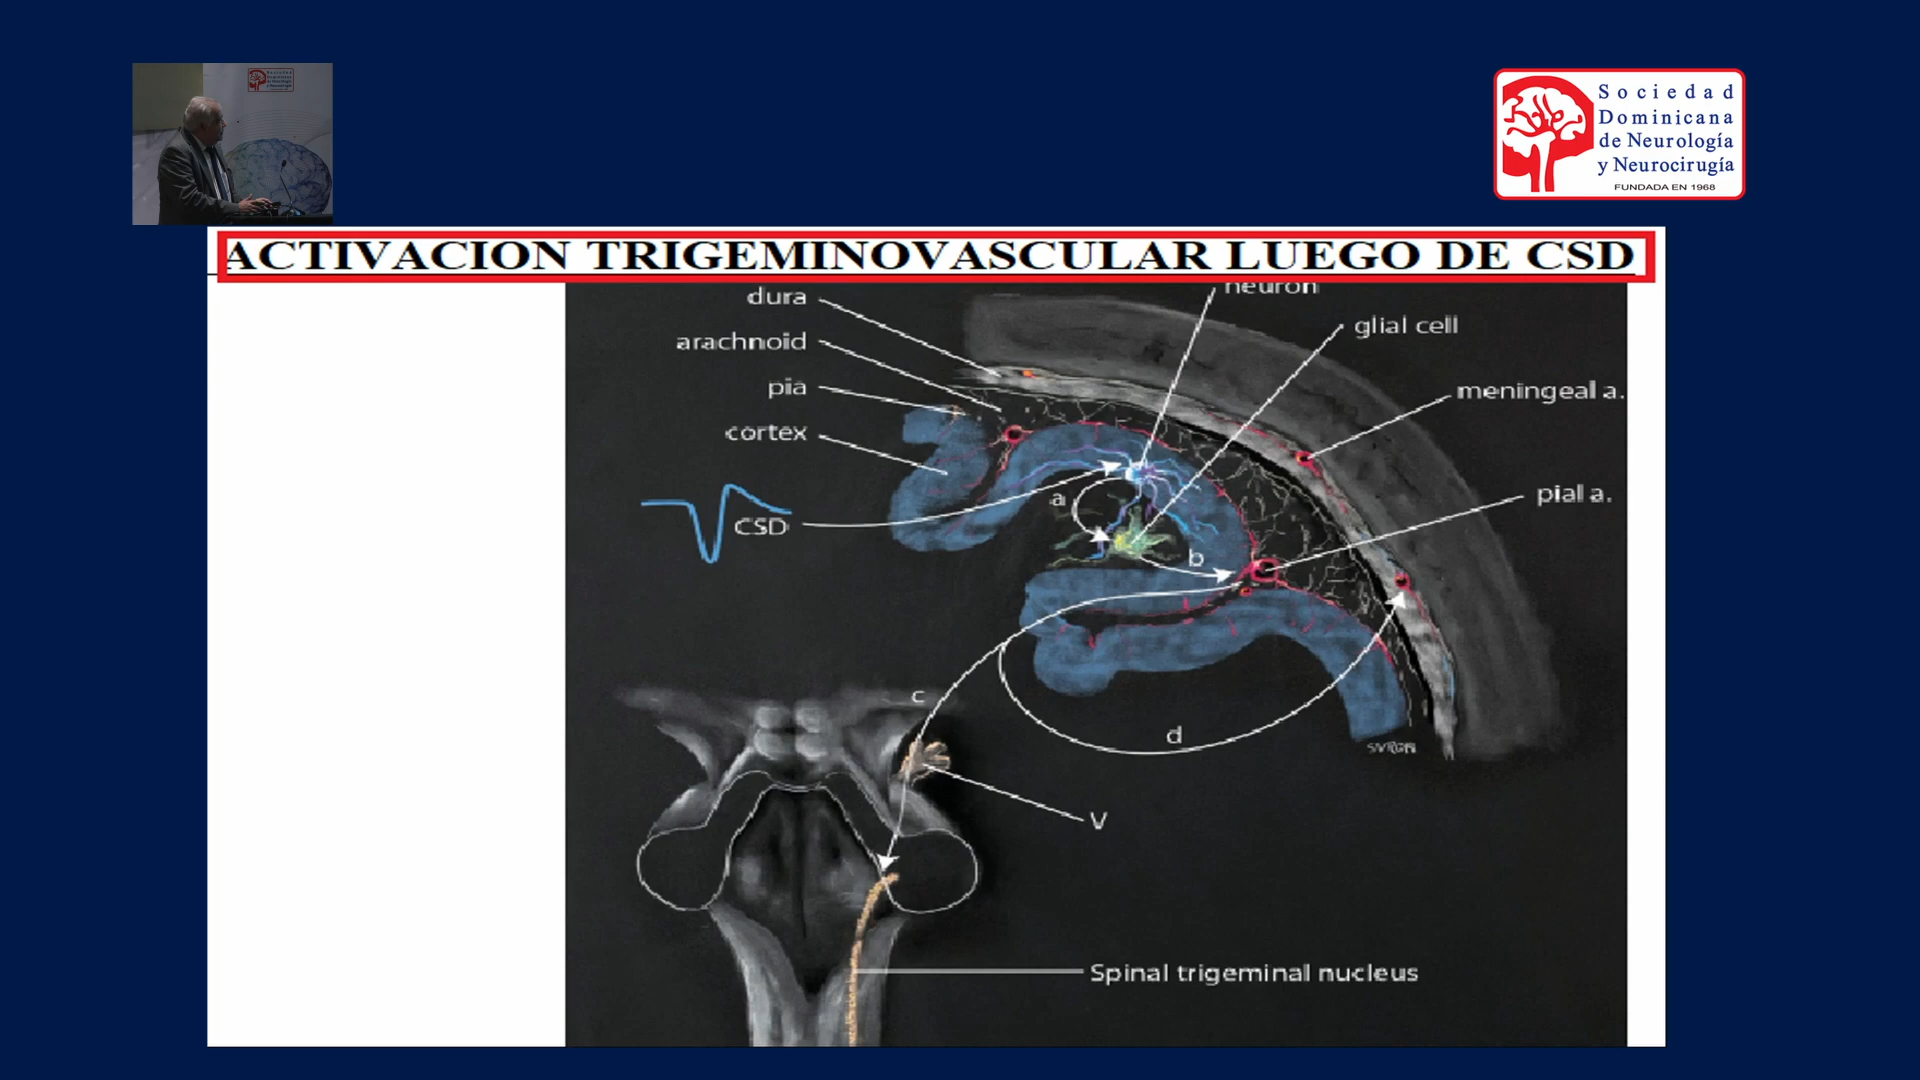 Sociedad
Dominicana
de Neurología
y Neurocirugía
FUNDADA EN 1968
ACTIVACION TRIGEMINOVASCULAR LUEGO DE CSD
dura
neuron
glial cell
arachnoid
pia
meningeal a.
cortex
pial a.
a
CSD
b
c
d
V
Spinal trigeminal nucleus